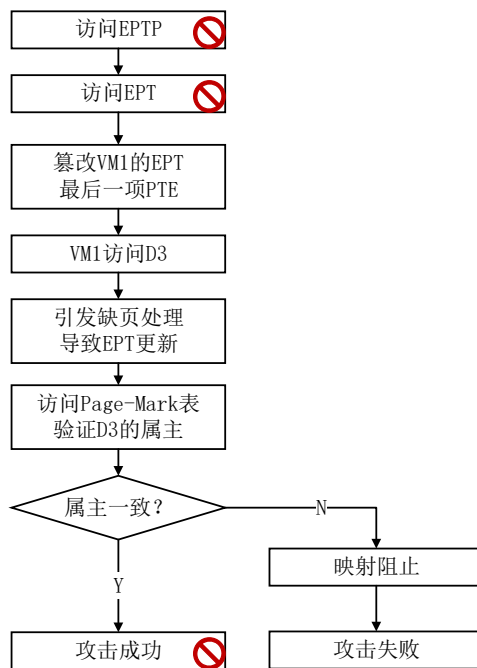 访问EPTP
访问EPT
篡改VM1的EPT
最后一项PTE
VM1访问D3
引发缺页处理
导致EPT更新
访问Page-Mark表
验证D3的属主
属主一致？
N
Y
映射阻止
攻击成功
攻击失败